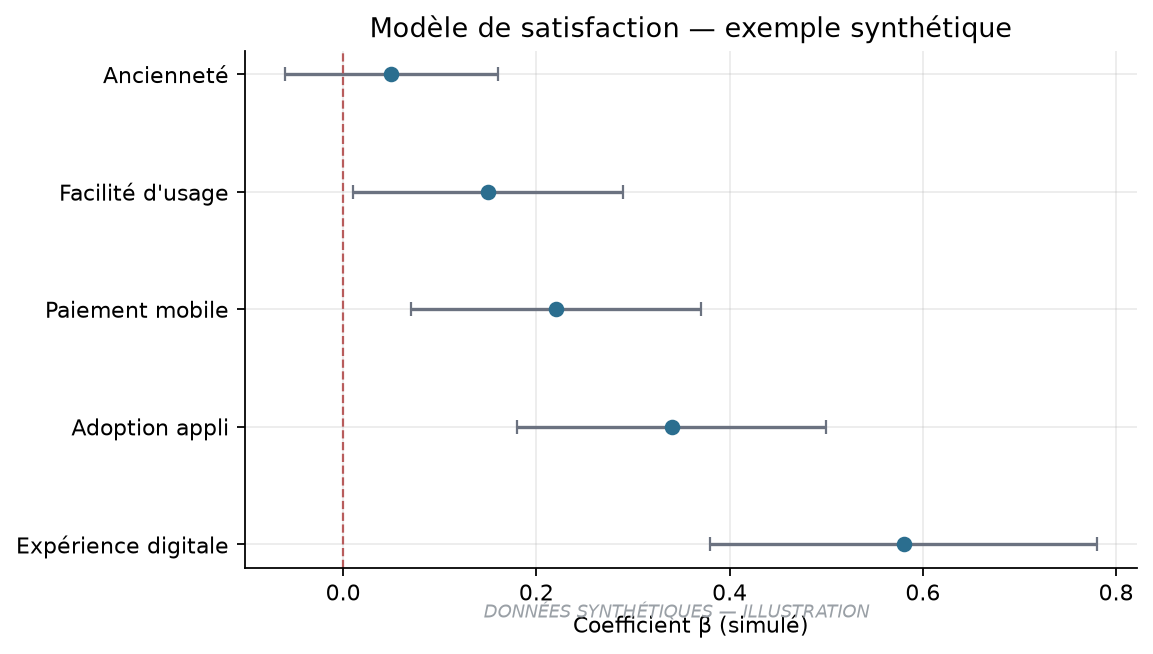 Modèle de satisfaction — exemple synthétique
Ancienneté
Facilité d'usage
Paiement mobile
Adoption appli
Expérience digitale
0.0 0.2 0.4 0.6 0.8
DONNÉES SYNTHÉTIQUES — ILLUSTRATION
Coefficient β (simulé)